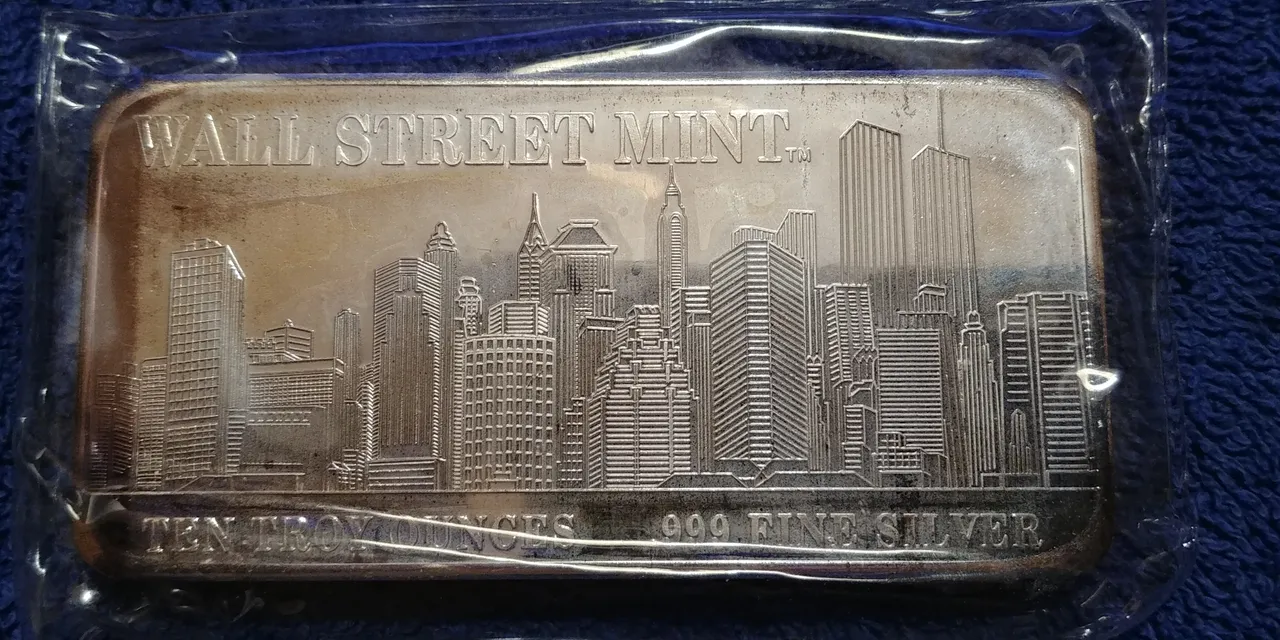 WALL STREET MINT™
TEN TROY OUNCES .999 FINE SILVER